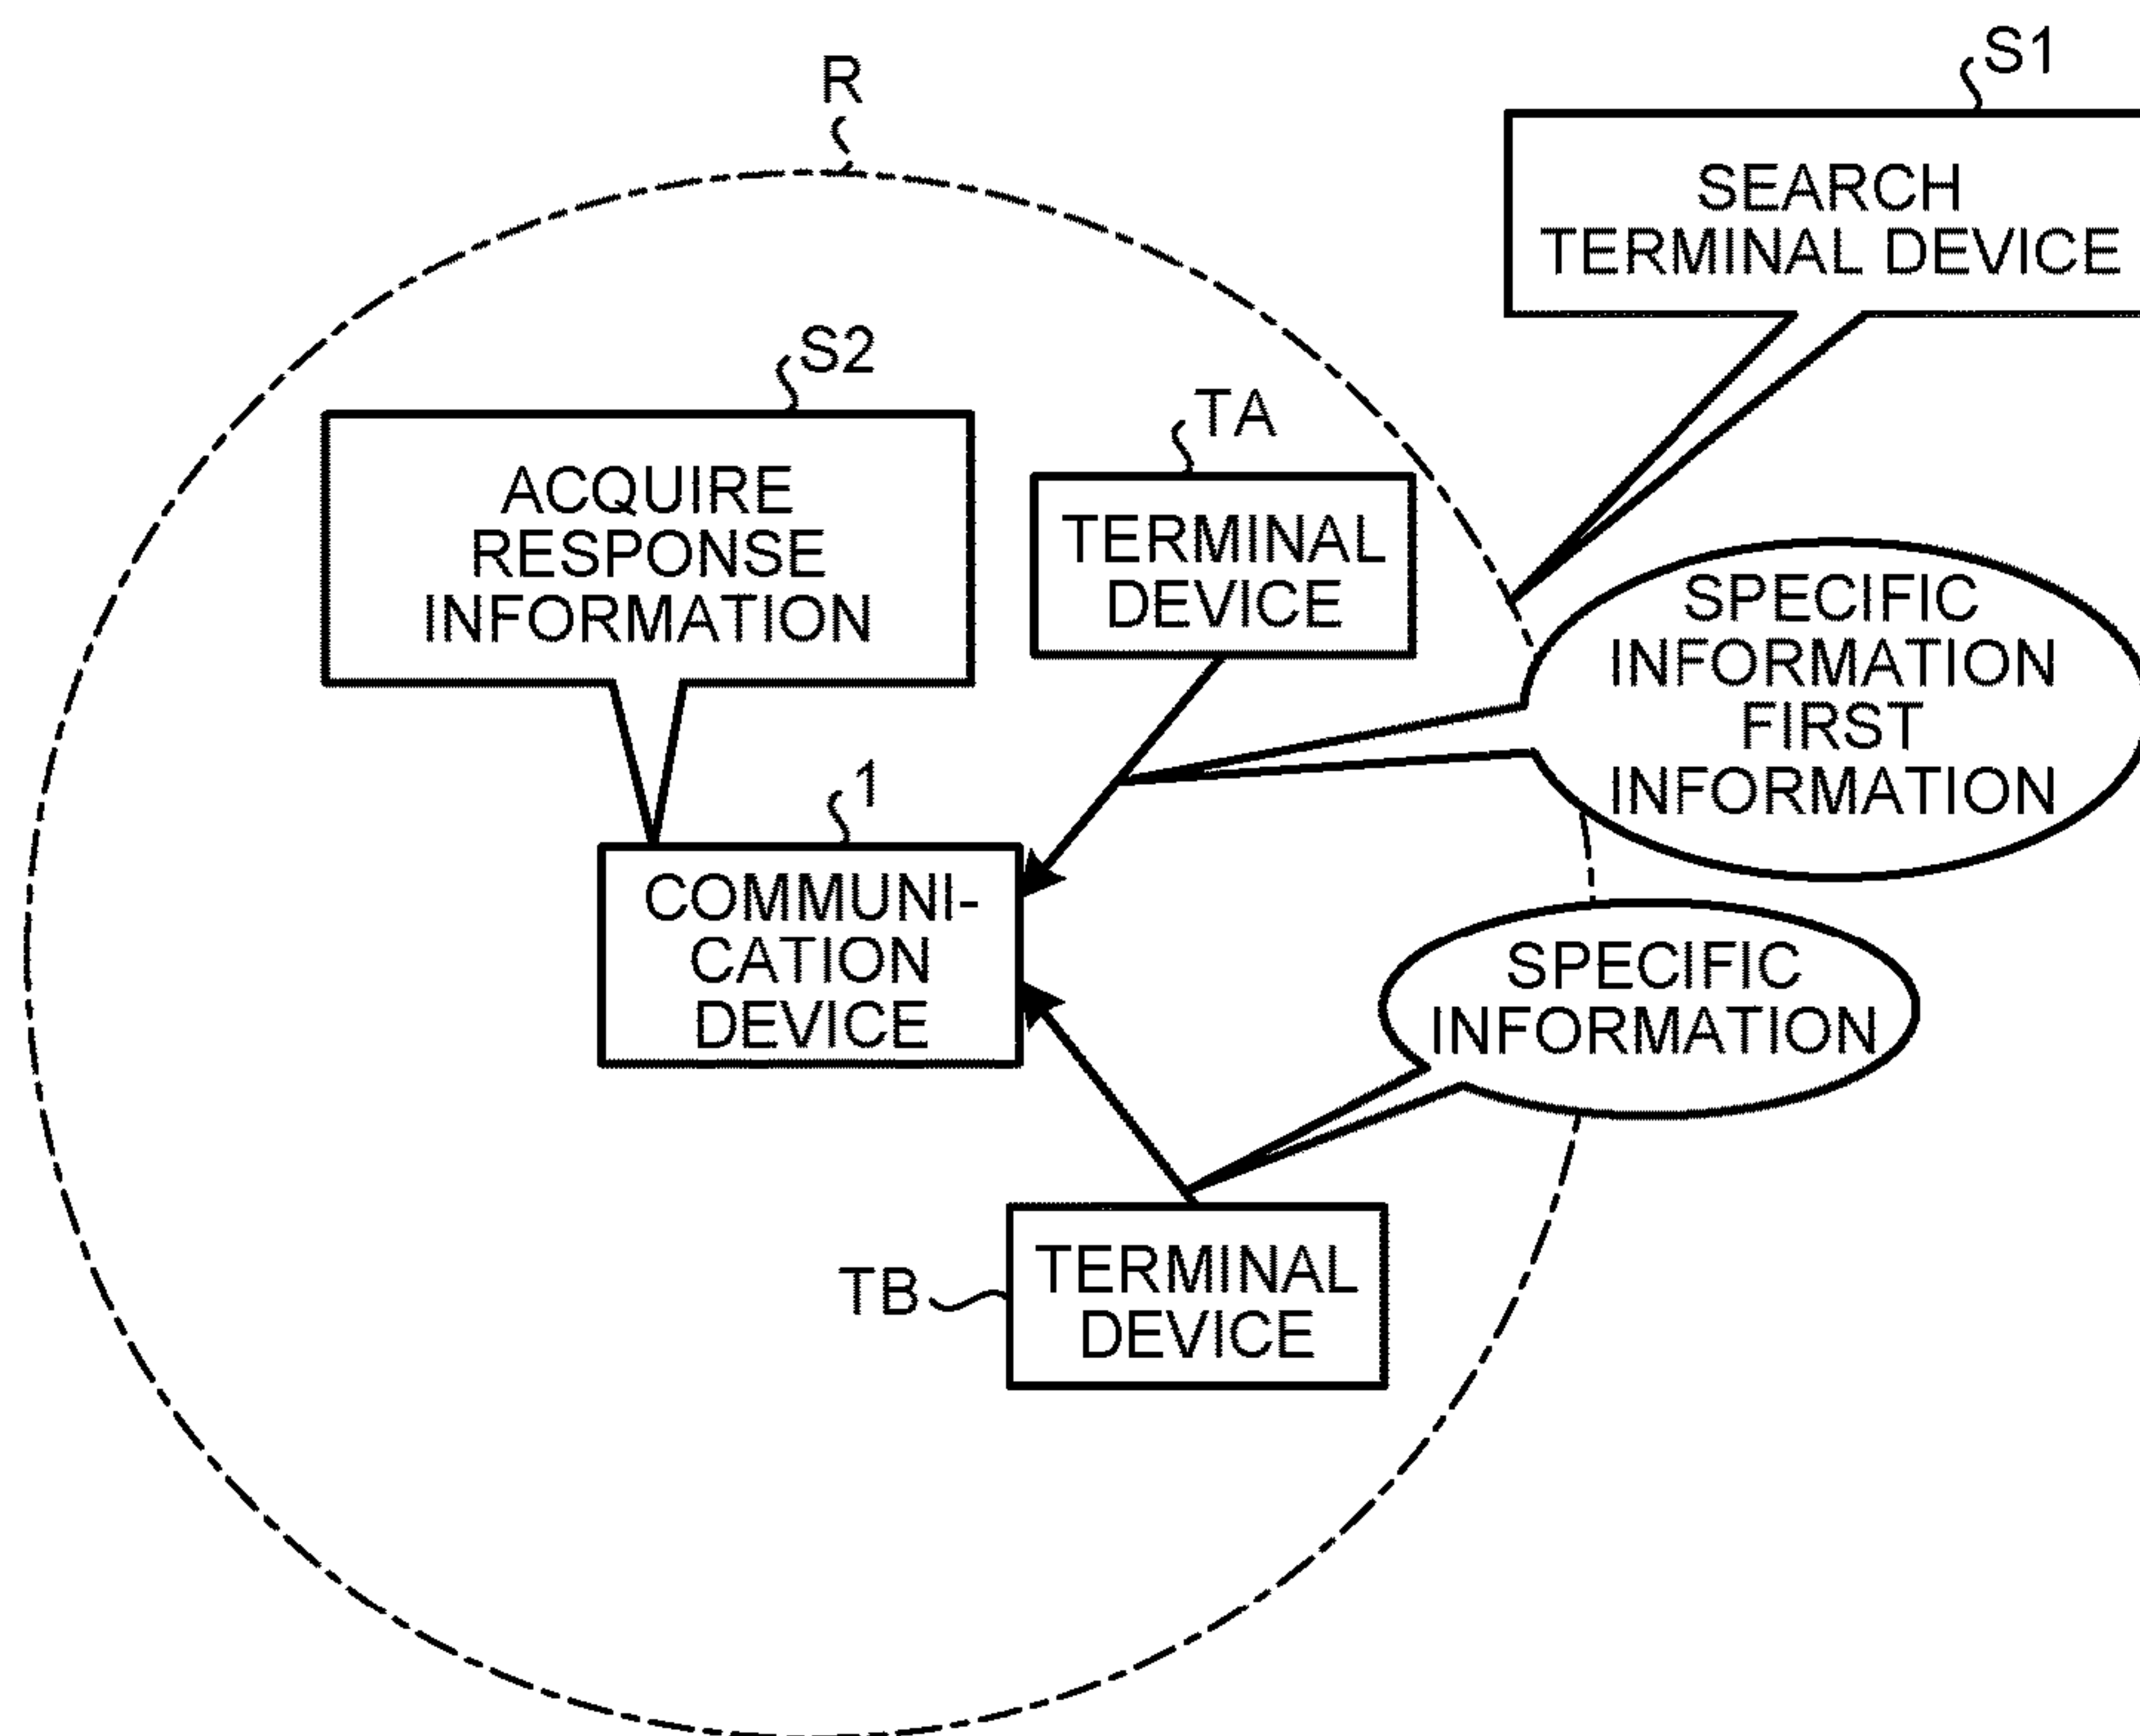 R
S1
SEARCH
TERMINAL DEVICE
S2
ACQUIRE
RESPONSE
INFORMATION
TA
TERMINAL
DEVICE
SPECIFIC
INFORMATION
FIRST
INFORMATION
1
COMMUNI-
CATION
DEVICE
SPECIFIC
INFORMATION
TB
TERMINAL
DEVICE